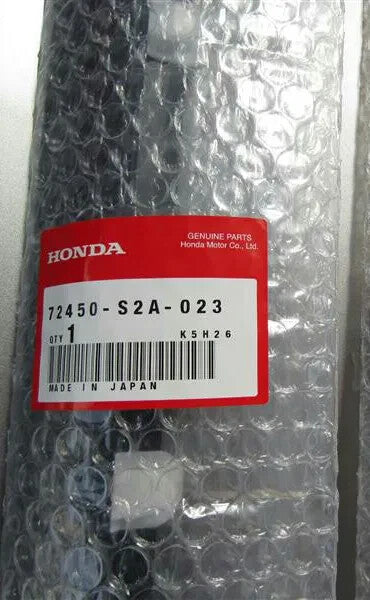 GENUINE PARTS
HONDA Honda Motor Co., Ltd.
72450-S2A-023
QTY 1 K5H26
MADE IN JAPAN